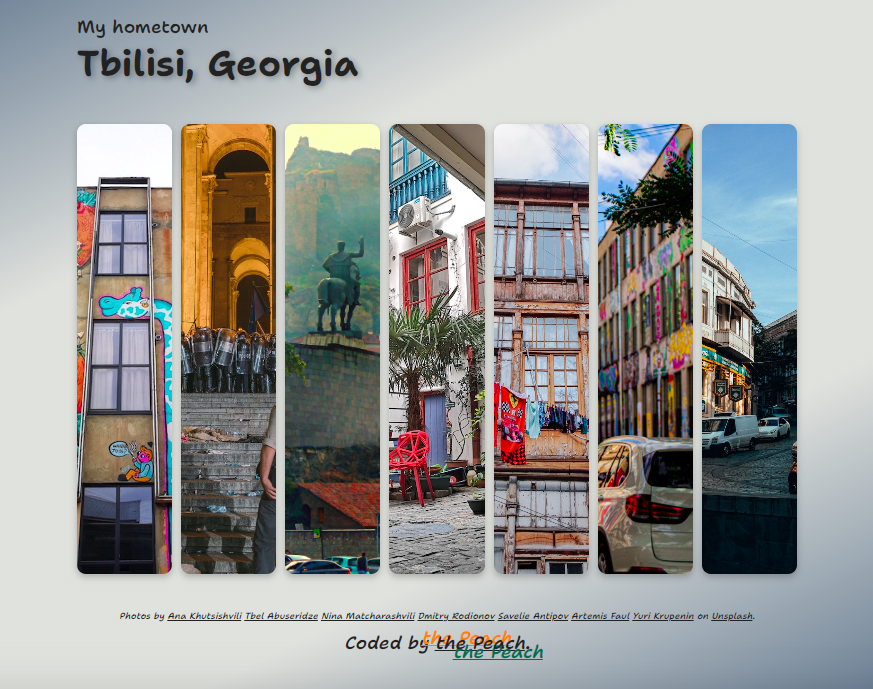 My hometown
Tbilisi, Georgia
Photos by Ana Khutsishvili Tbel Abuseridze Nina Matcharashvili Dmitry Rodionov Savelie Antipov Artemis Faul Yuri Krupenin on Unsplash.
the Peach
Coded by the Peach.
the Peach